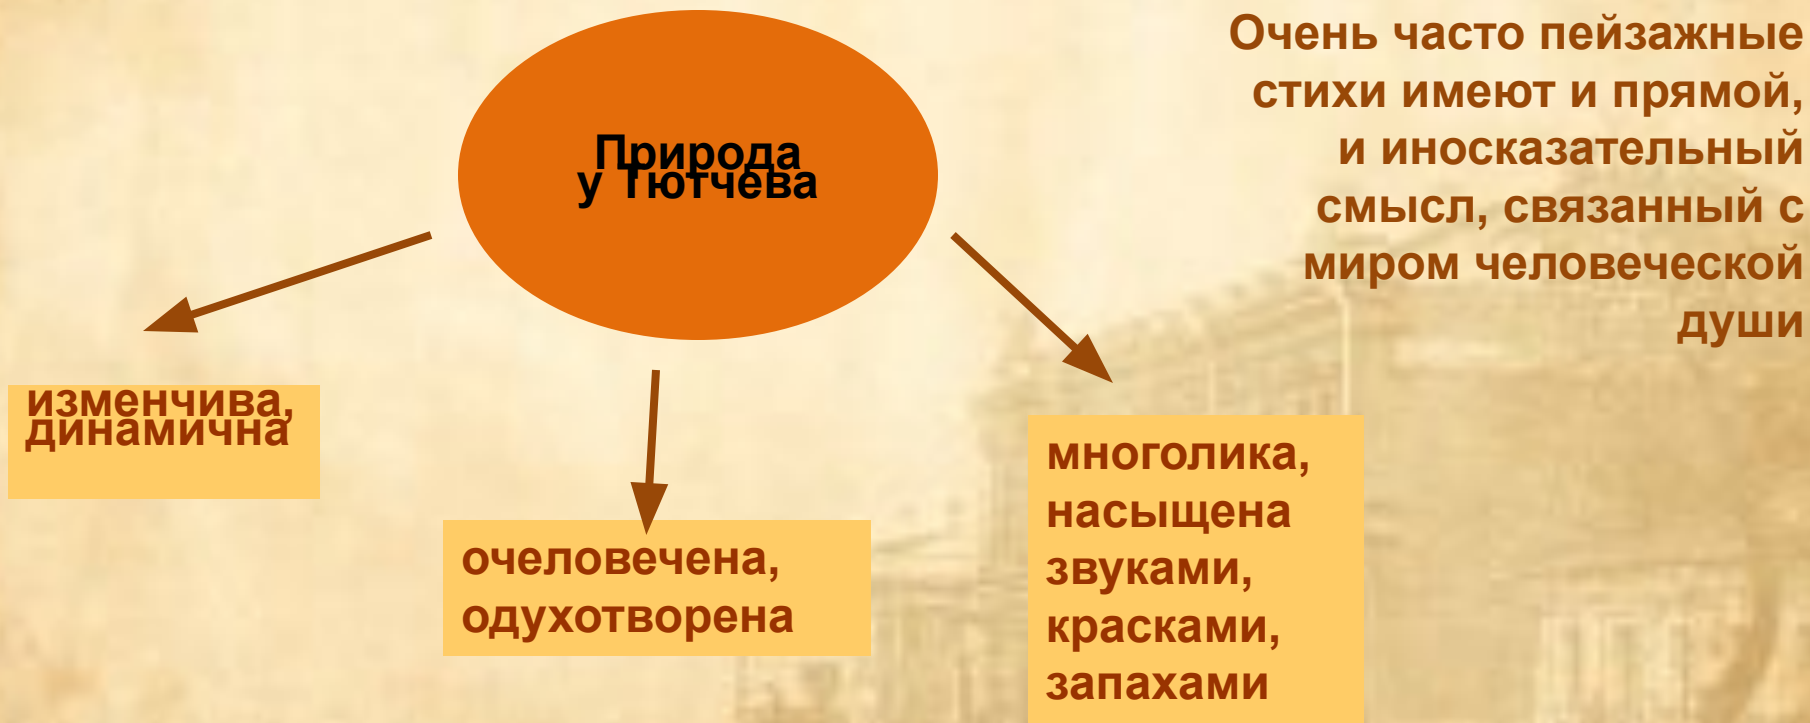 Природа
у Тютчева
Очень часто пейзажные
стихи имеют и прямой,
и иносказательный
смысл, связанный с
миром человеческой
души
изменчива,
динамична
очеловечена,
одухотворена
многолика,
насыщена
звуками,
красками,
запахами